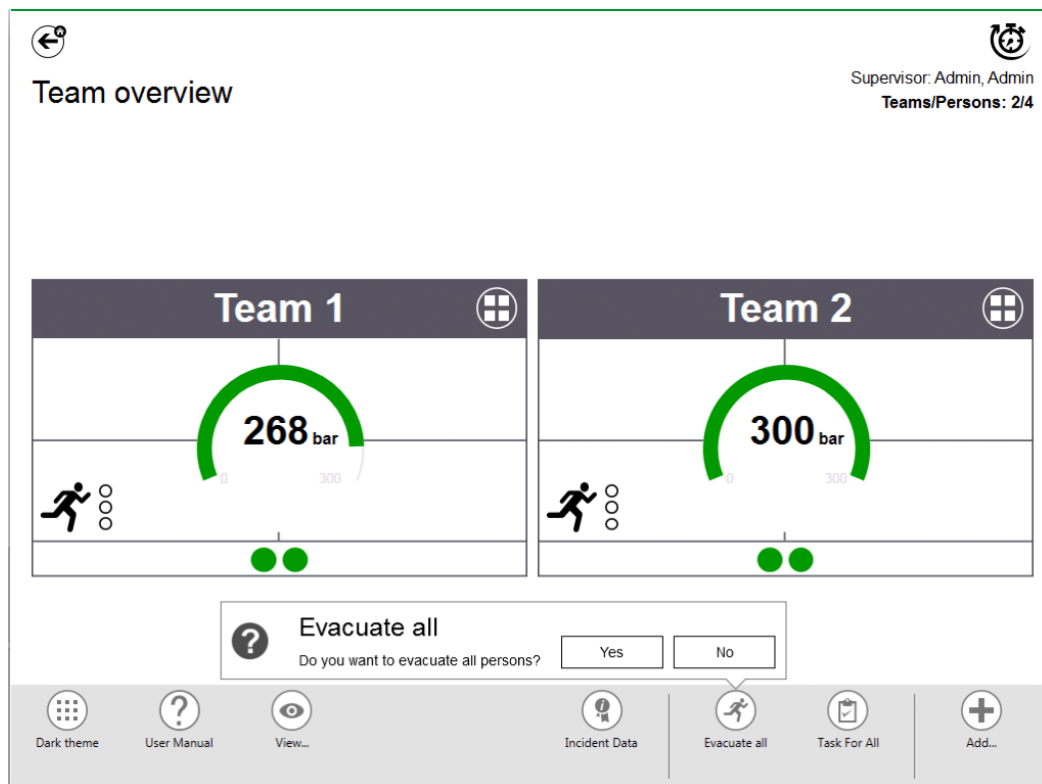 Supervisor: Admin, Admin
Team overview
Teams/Persons: 2/4
Team 1
Team 2
268 bar
300 bar
0 300
0 300
Evacuate all
Do you want to evacuate all persons?
Yes
No
Dark theme
User Manual
View...
Incident Data
Evacuate all
Task For All
Add...